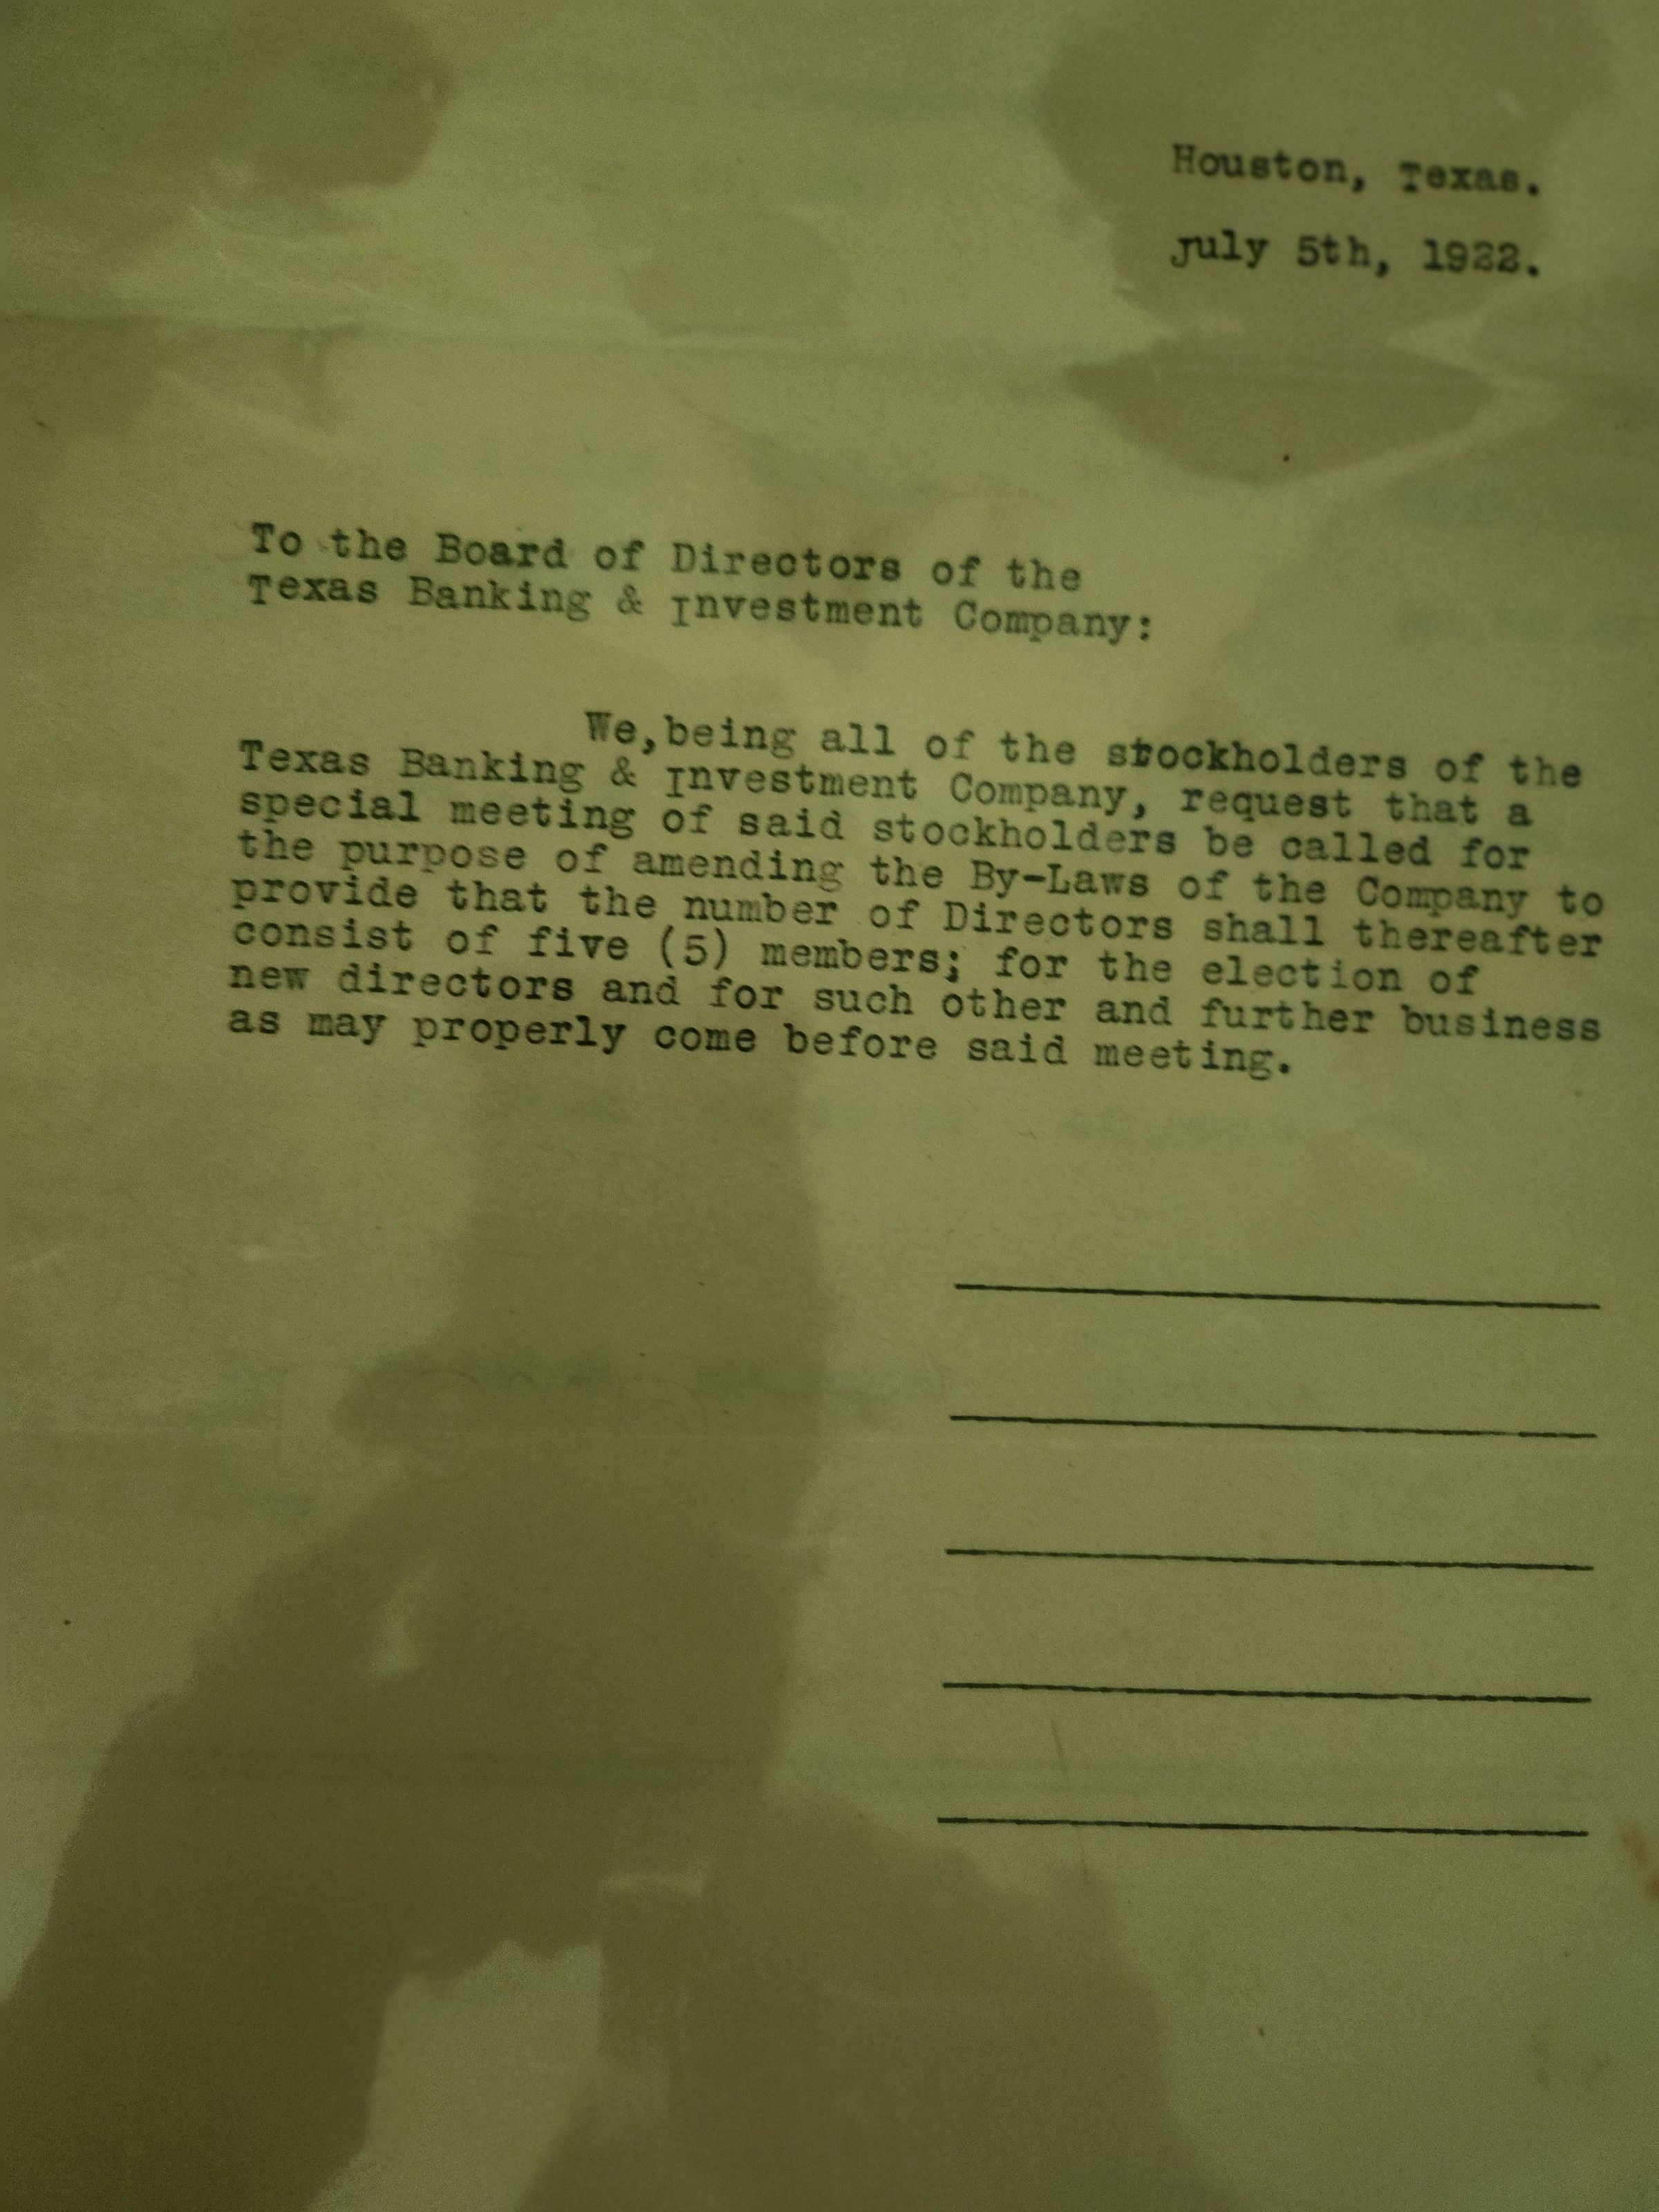 Houston, Texas.
July 5th, 1922.
To the Board of Directors of the
Texas Banking & Investment Company:
We,being all of the stockholders of the
Texas Banking & Investment Company, request that a
special meeting of said stockholders be called for
the purpose of amending the By-Laws of the Company to
provide that the number of Directors shall thereafter
consist of five (5) members; for the election of
new directors and for such other and further business
as may properly come before said meeting.